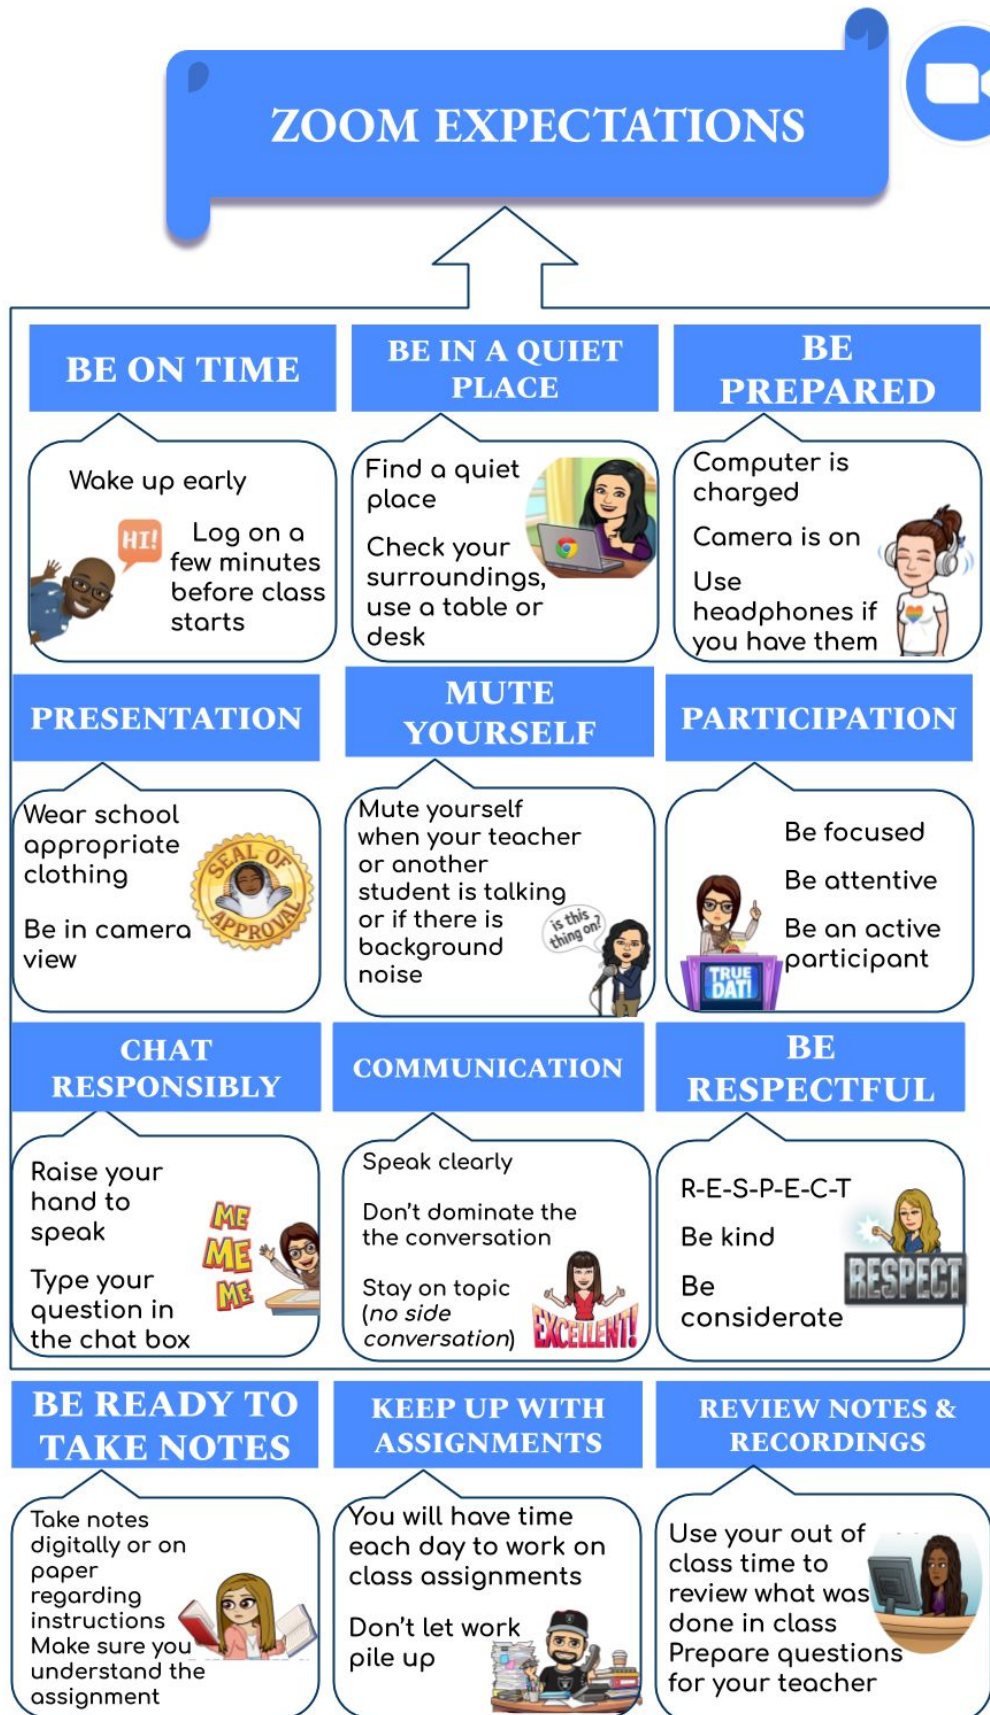 ZOOM EXPECTATIONS
BE ON TIME
Wake up early
HI!
Log on a
few minutes
before class
starts
BE IN A QUIET
PLACE
Find a quiet
place
Check your
surroundings,
use a table or
desk
BE
PREPARED
Computer is
charged
Camera is on
Use
headphones if
you have them
PRESENTATION
Wear school
appropriate
clothing
Be in camera
view
SEAL OF
APPROVAL
MUTE
YOURSELF
Mute yourself
when your teacher
or another
student is talking
or if there is
background
noise
is this
thing on?
PARTICIPATION
Be focused
Be attentive
Be an active
participant
TRUE
DAT!
CHAT
RESPONSIBLY
Raise your
hand to
speak
Type your
question in
the chat box
ME
ME
ME
COMMUNICATION
Speak clearly
Don't dominate the
the conversation
Stay on topic
(no side
conversation)
EXCELLENT!
BE
RESPECTFUL
R-E-S-P-E-C-T
Be kind
Be
considerate
RESPECT
BE READY TO
TAKE NOTES
Take notes
digitally or on
paper
regarding
instructions
Make sure you
understand the
assignment
KEEP UP WITH
ASSIGNMENTS
You will have time
each day to work on
class assignments
Don't let work
pile up
REVIEW NOTES &
RECORDINGS
Use your out of
class time to
review what was
done in class
Prepare questions
for your teacher